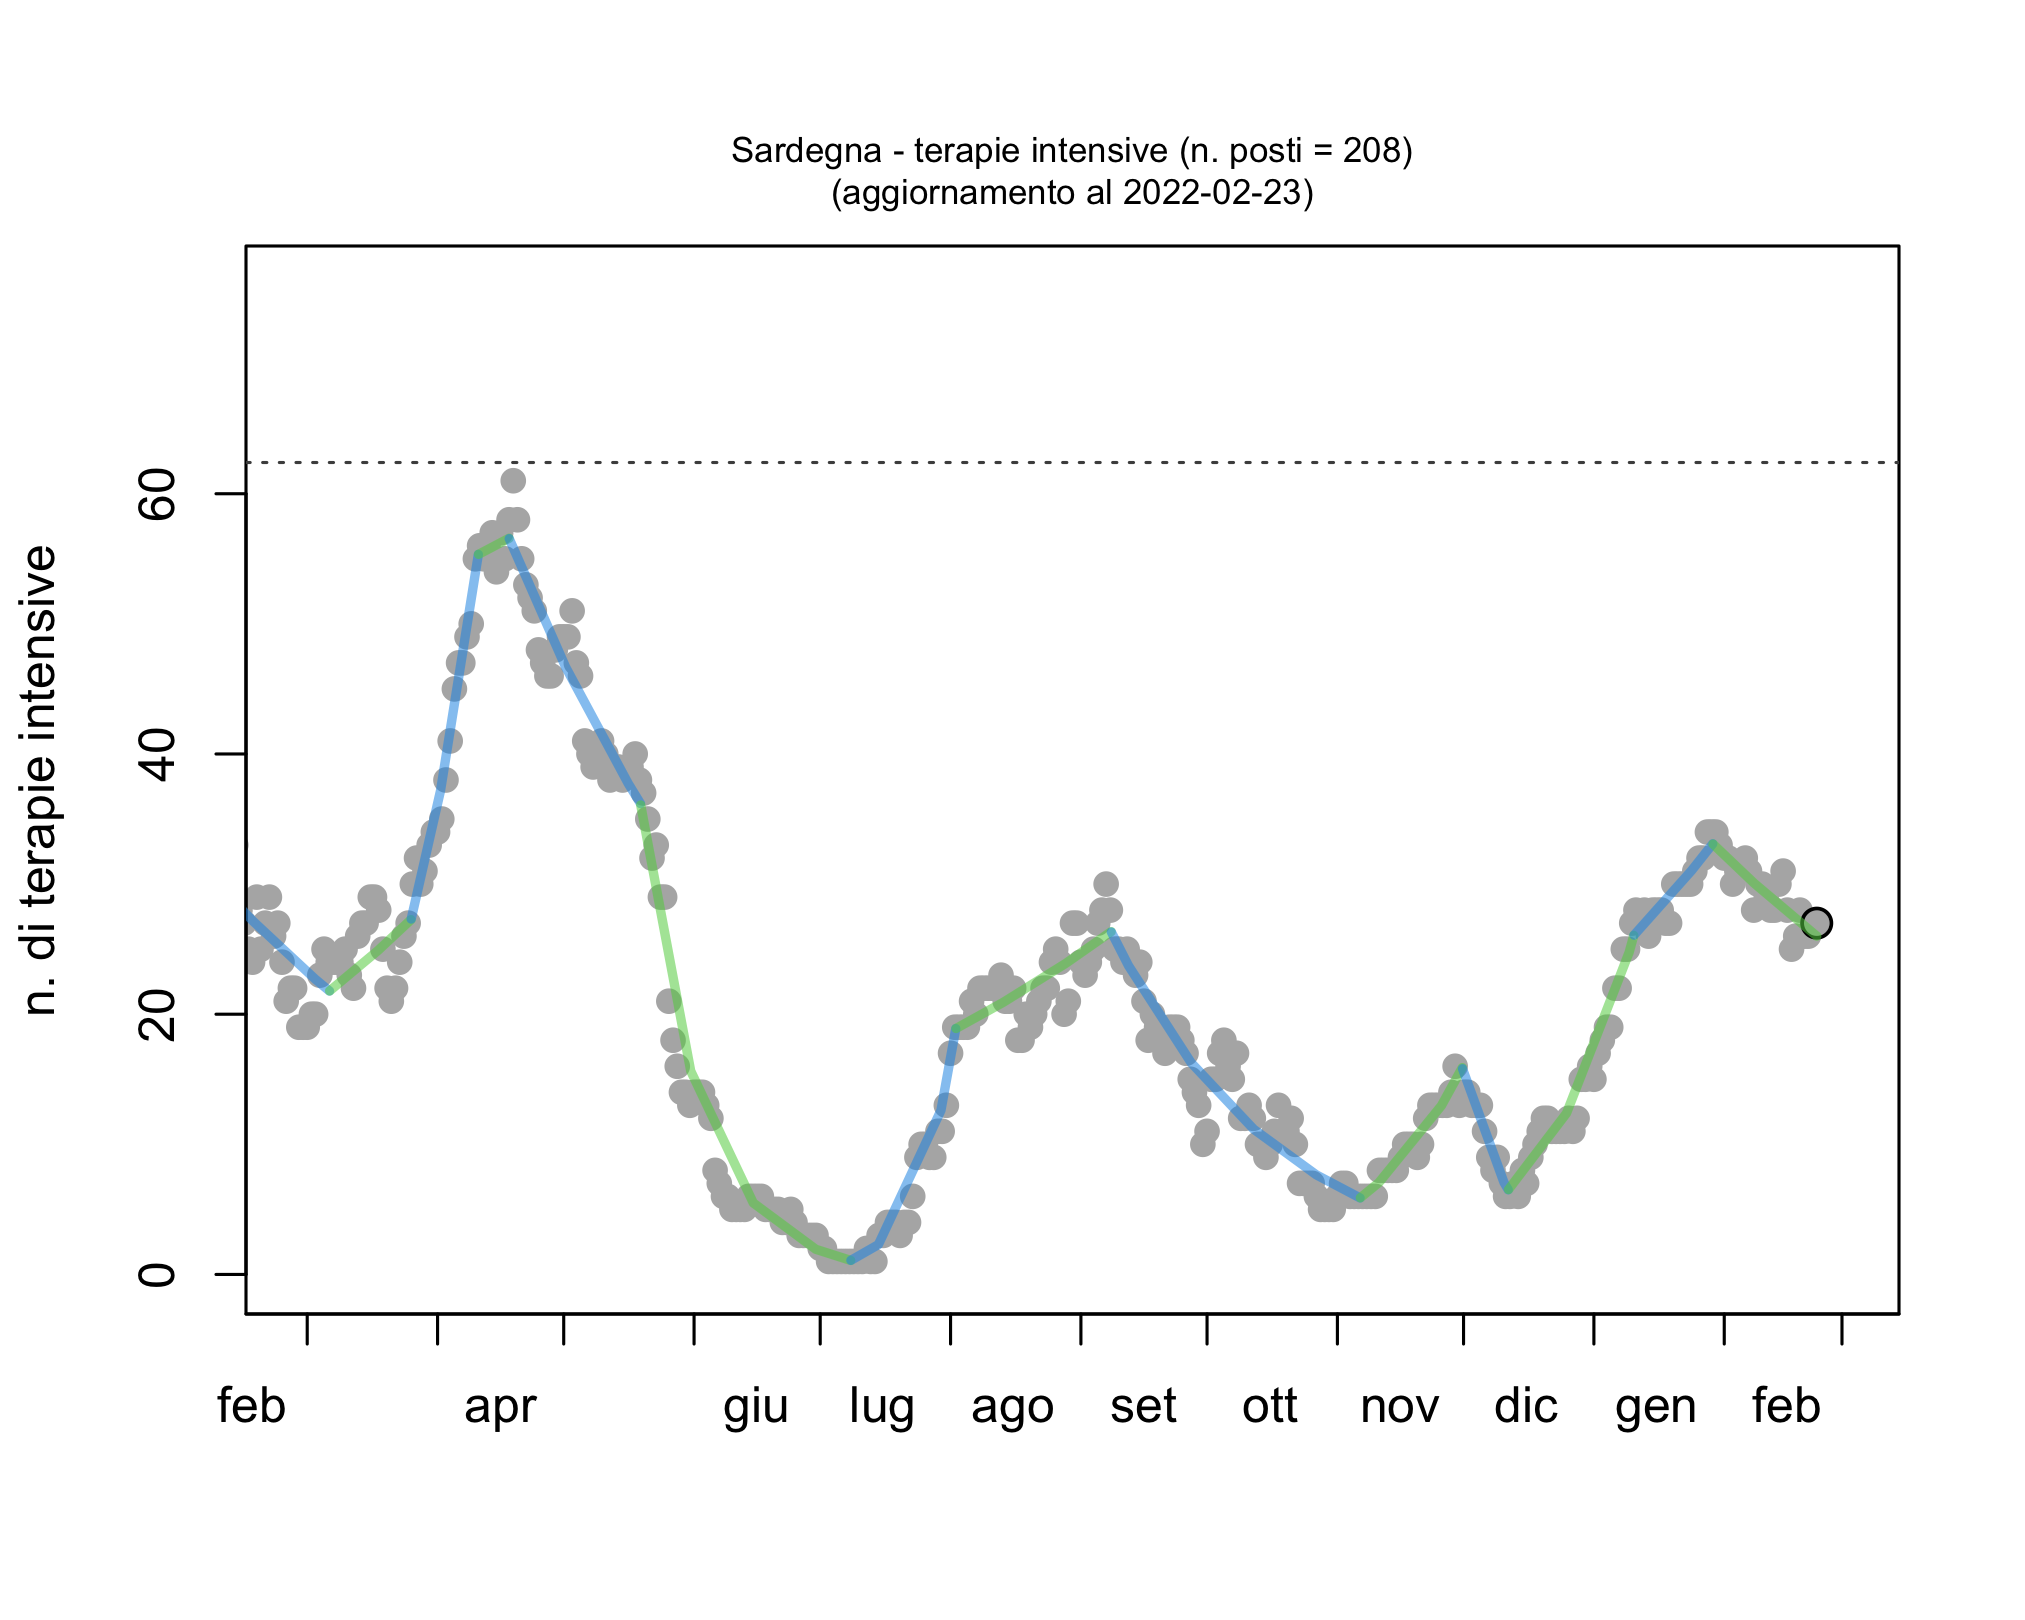 Sardegna - terapie intensive (n. posti = 208)
(aggiornamento al 2022-02-23)
n. di terapie intensive
60
40
20
0
feb apr giu lug ago set ott nov dic gen feb